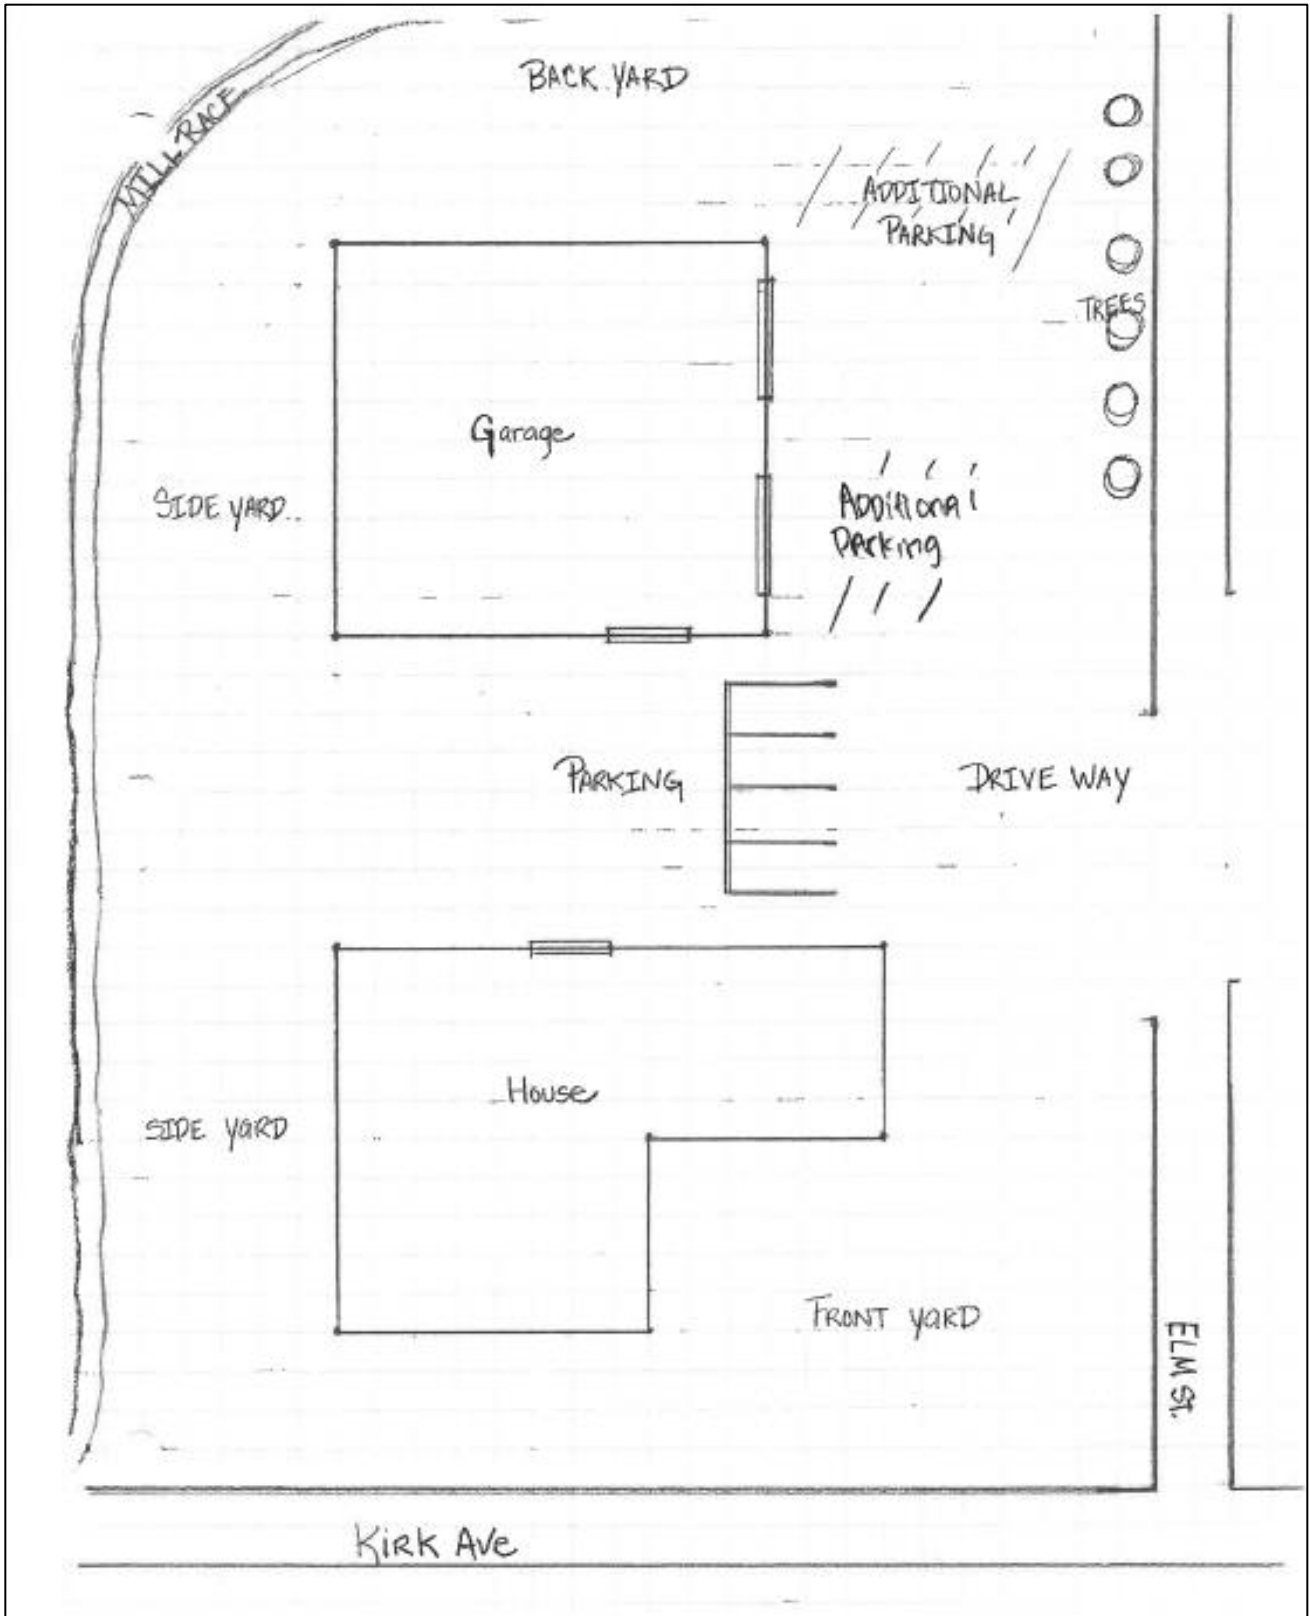 BACK YARD
MILL RACE
ADDITIONAL
PARKING
TREES
Garage
SIDE YARD
Additional
Parking
PARKING
DRIVE WAY
House
SIDE YARD
FRONT YARD
ELM ST.
KIRK AVE